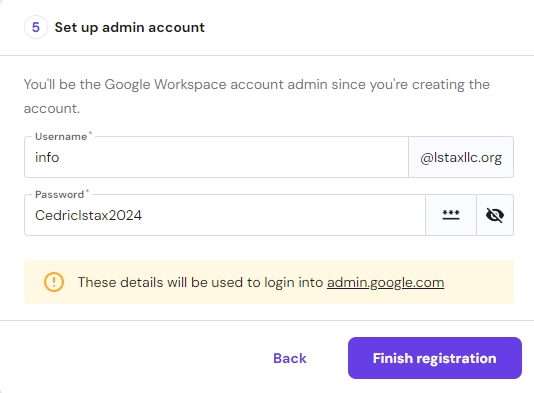 5 Set up admin account
You'll be the Google Workspace account admin since you're creating the
account.
Username*
info @lstaxllc.org
Password*
Cedriclstax2024 ***
These details will be used to login into admin.google.com
Back Finish registration